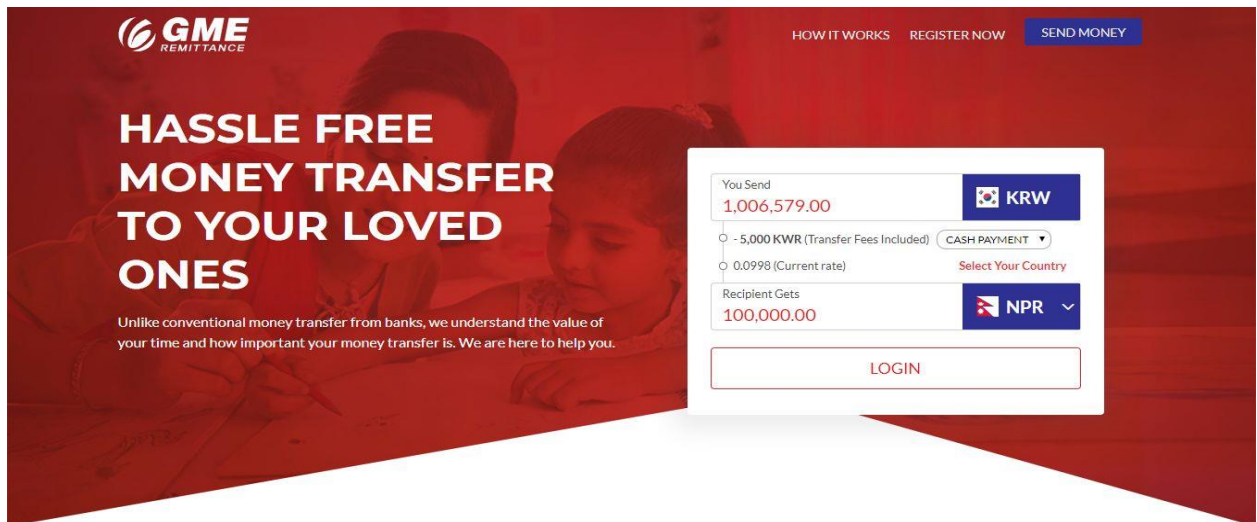 GME
REMITTANCE
HOW IT WORKS REGISTER NOW SEND MONEY
HASSLE FREE
MONEY TRANSFER
TO YOUR LOVED
ONES
Unlike conventional money transfer from banks, we understand the value of
your time and how important your money transfer is. We are here to help you.
You Send
1,006,579.00
KRW
- 5,000 KWR (Transfer Fees Included) CASH PAYMENT
0.0998 (Current rate) Select Your Country
Recipient Gets
100,000.00
NPR
LOGIN